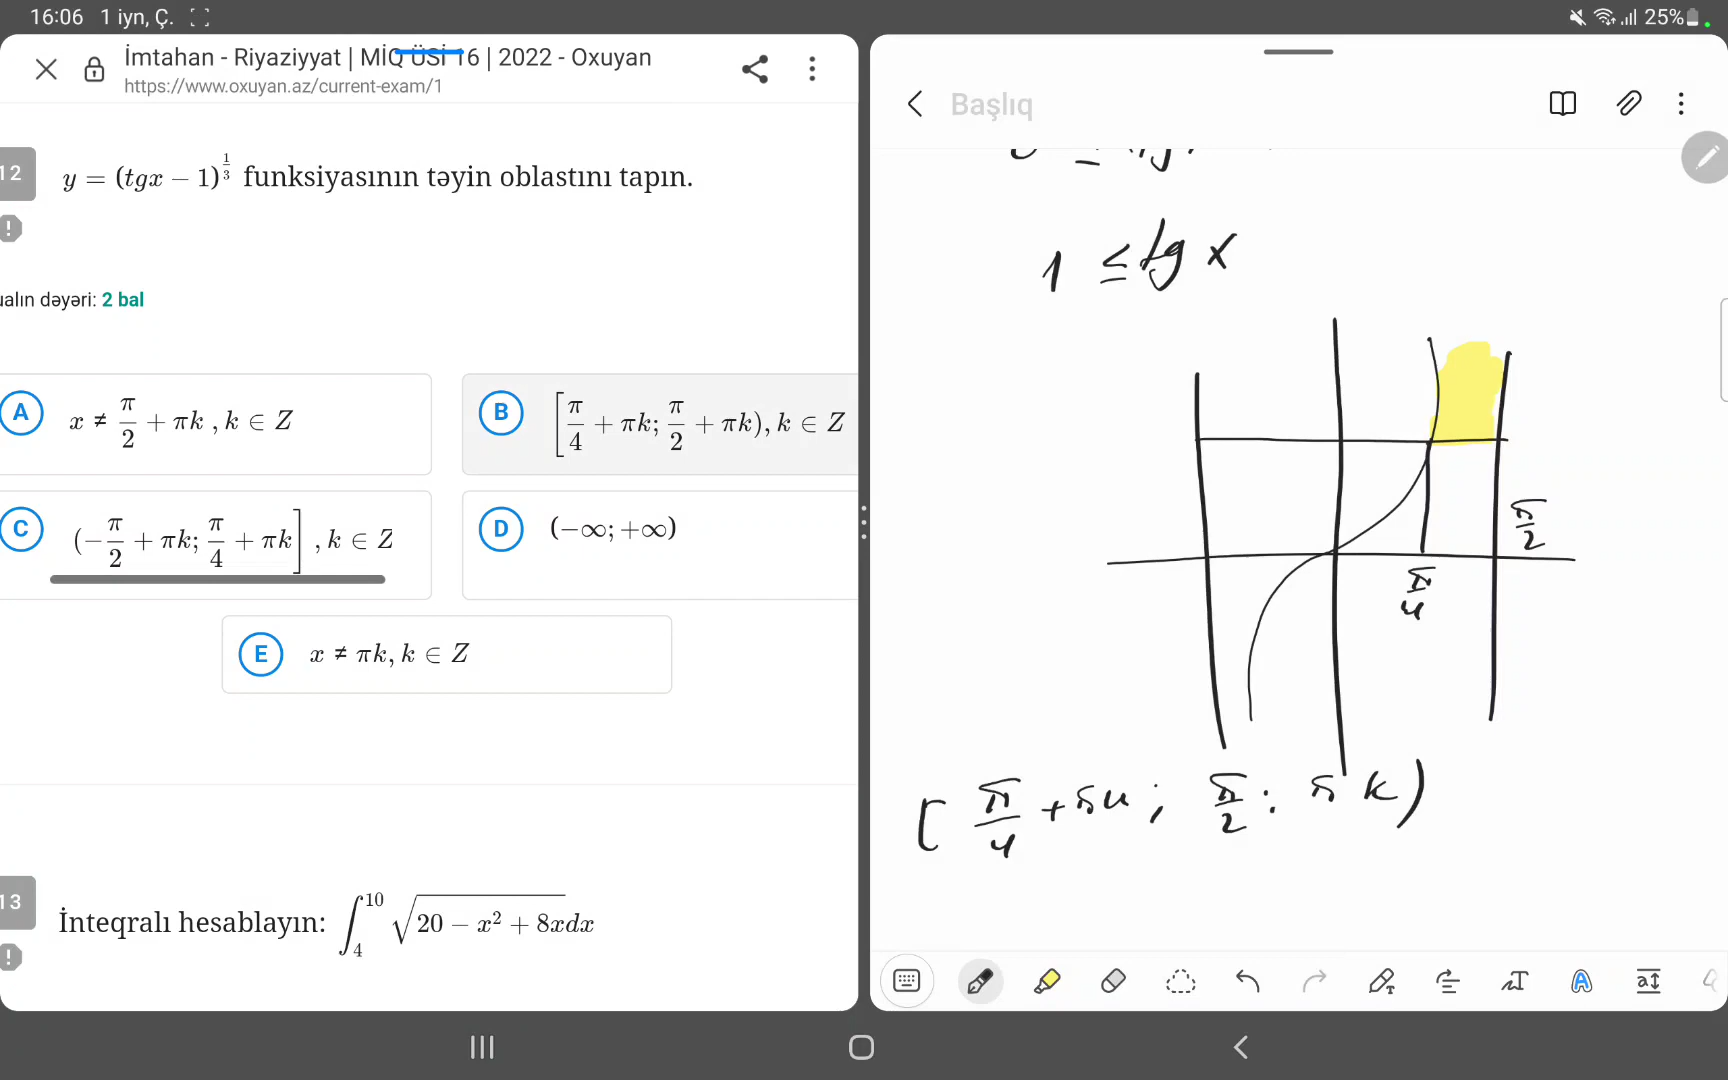 16:06 1 iyn, Ç. 25%
İmtahan - Riyaziyyat | MİQ ÜSİ 16 | 2022 - Oxuyan
https://www.oxuyan.az/current-exam/1
12 y = (tgx − 1)^{1/3} funksiyasının təyin oblastını tapın.
ualın dəyəri: 2 bal
A x ≠ π/2 + πk , k ∈ Z
B [π/4 + πk; π/2 + πk), k ∈ Z
C (−π/2 + πk; π/4 + πk] , k ∈ Z
D (−∞; +∞)
E x ≠ πk, k ∈ Z
13 İnteqralı hesablayın: ∫_4^10 √(20 − x² + 8x)dx
Başlıq
1 ≤ tg x
π/2
π/4
[ π/4 + πk ; π/2 : πk )